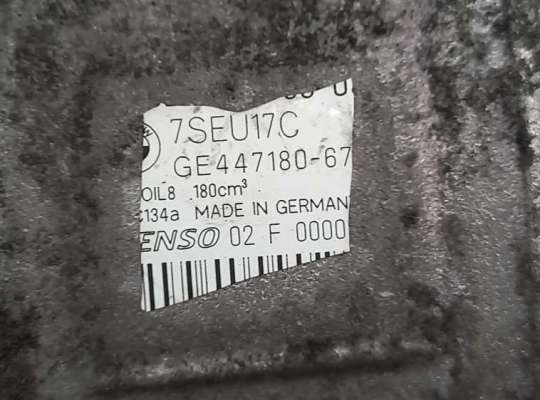 7SEU17C
GE447180-67
OIL8 180cm³
134a MADE IN GERMAN
ENSO 02 F 0000